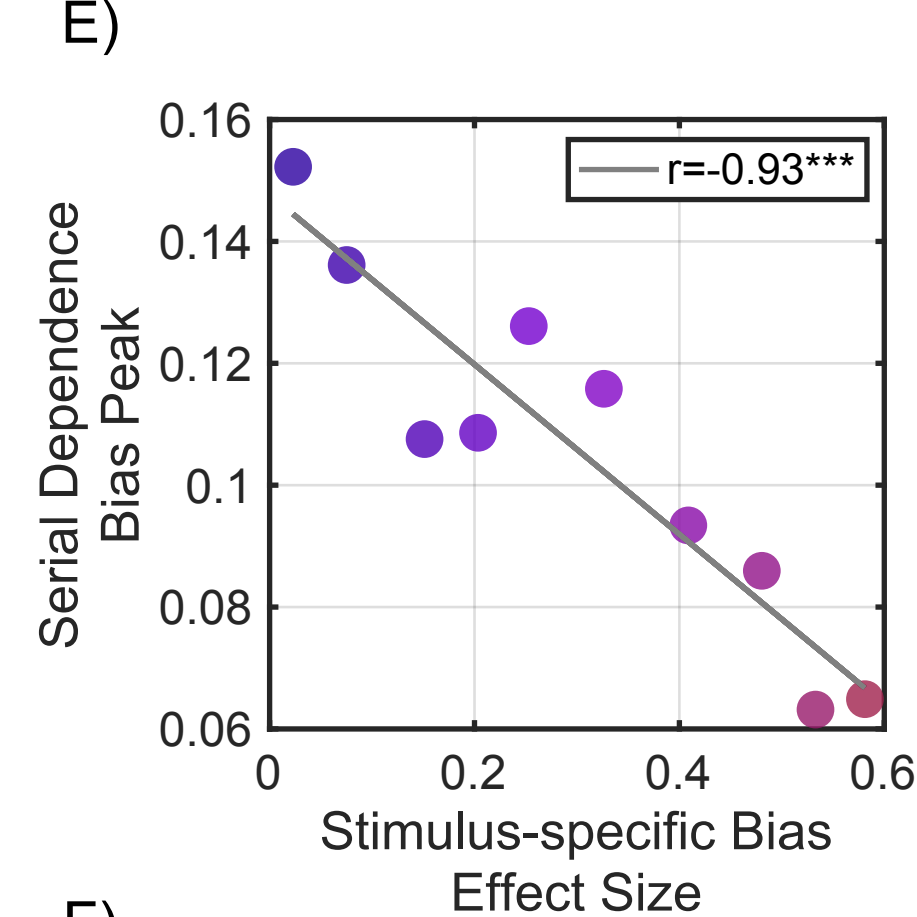 E)
0.16
r=-0.93***
0.14
0.12
0.1
0.08
0.06
Serial Dependence
Bias Peak
0 0.2 0.4 0.6
Stimulus-specific Bias
Effect Size